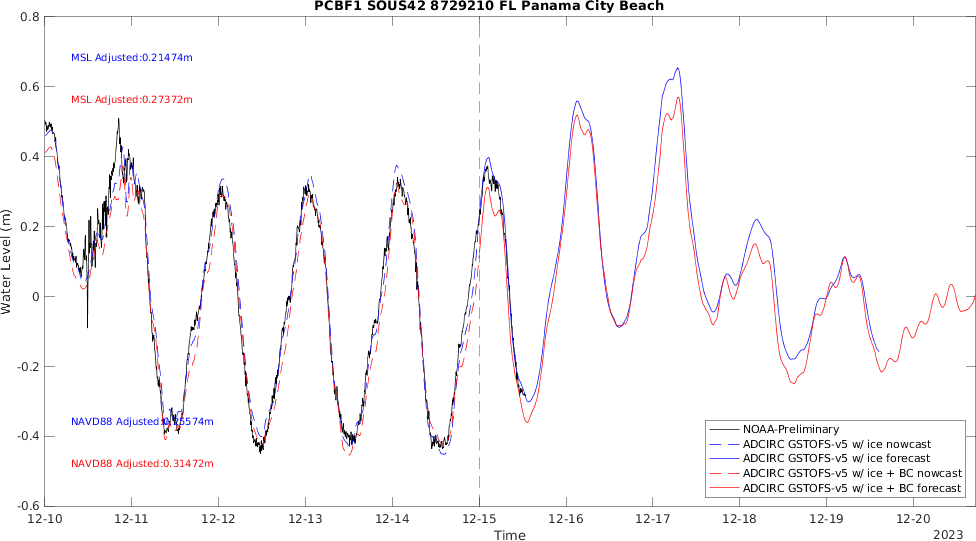 PCBF1 SOUS42 8729210 FL Panama City Beach
0.8
0.6
0.4
0.2
0
-0.2
-0.4
-0.6
Water Level (m)
MSL Adjusted:0.21474m
MSL Adjusted:0.27372m
NAVD88 Adjusted:0.25574m
NAVD88 Adjusted:0.31472m
NOAA-Preliminary
ADCIRC GSTOFS-v5 w/ ice nowcast
ADCIRC GSTOFS-v5 w/ ice forecast
ADCIRC GSTOFS-v5 w/ ice + BC nowcast
ADCIRC GSTOFS-v5 w/ ice + BC forecast
12-10 12-11 12-12 12-13 12-14 12-15 12-16 12-17 12-18 12-19 12-20
Time
2023